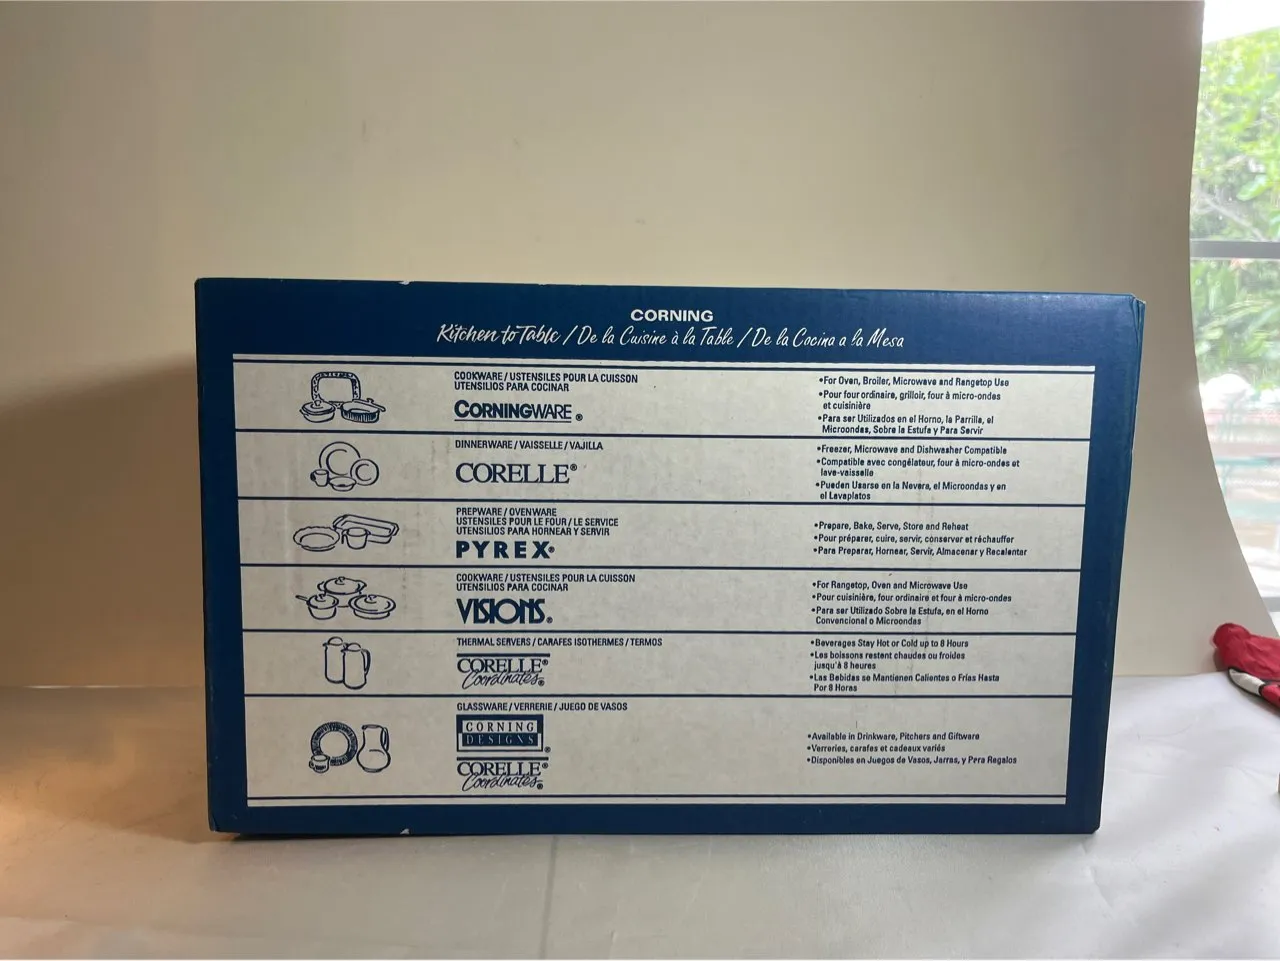 CORNING
Kitchen to Table / De la Cuisine à la Table / De la Cocina a la Mesa
COOKWARE / USTENSILES POUR LA CUISSON
UTENSILIOS PARA COCINAR
CORNINGWARE®
•For Oven, Broiler, Microwave and Rangetop Use
•Pour four ordinaire, grilloir, four à micro-ondes
et cuisinière
•Para ser Utilizados en el Horno, la Parrilla, el
Microondas, Sobre la Estufa y Para Servir
DINNERWARE / VAISSELLE / VAJILLA
CORELLE®
•Freezer, Microwave and Dishwasher Compatible
•Compatible avec congélateur, four à micro-ondes et
lave-vaisselle
•Pueden Usarse en la Nevera, el Microondas y en
el Lavaplatos
PREPWARE / OVENWARE
USTENSILES POUR LE FOUR / LE SERVICE
UTENSILIOS PARA HORNEAR Y SERVIR
PYREX®
•Prepare, Bake, Serve, Store and Reheat
•Pour préparer, cuire, servir, conserver et réchauffer
•Para Preparar, Hornear, Servir, Almacenar y Recalentar
COOKWARE / USTENSILES POUR LA CUISSON
UTENSILIOS PARA COCINAR
VISIONS®
•For Rangetop, Oven and Microwave Use
•Pour cuisinière, four ordinaire et four à micro-ondes
•Para ser Utilizado Sobre la Estufa, en el Horno
Convencional o Microondas
THERMAL SERVERS / CARAFES ISOTHERMES / TERMOS
CORELLE®
Coordinates®
•Beverages Stay Hot or Cold up to 8 Hours
•Les boissons restent chaudes ou froides
jusqu'à 8 heures
•Las Bebidas se Mantienen Calientes o Frías Hasta
Por 8 Horas
GLASSWARE / VERRERIE / JUEGO DE VASOS
CORNING
DESIGNS®
CORELLE®
Coordinates®
•Available in Drinkware, Pitchers and Giftware
•Verreries, carafes et cadeaux variés
•Disponibles en Juegos de Vasos, Jarras, y Para Regalos